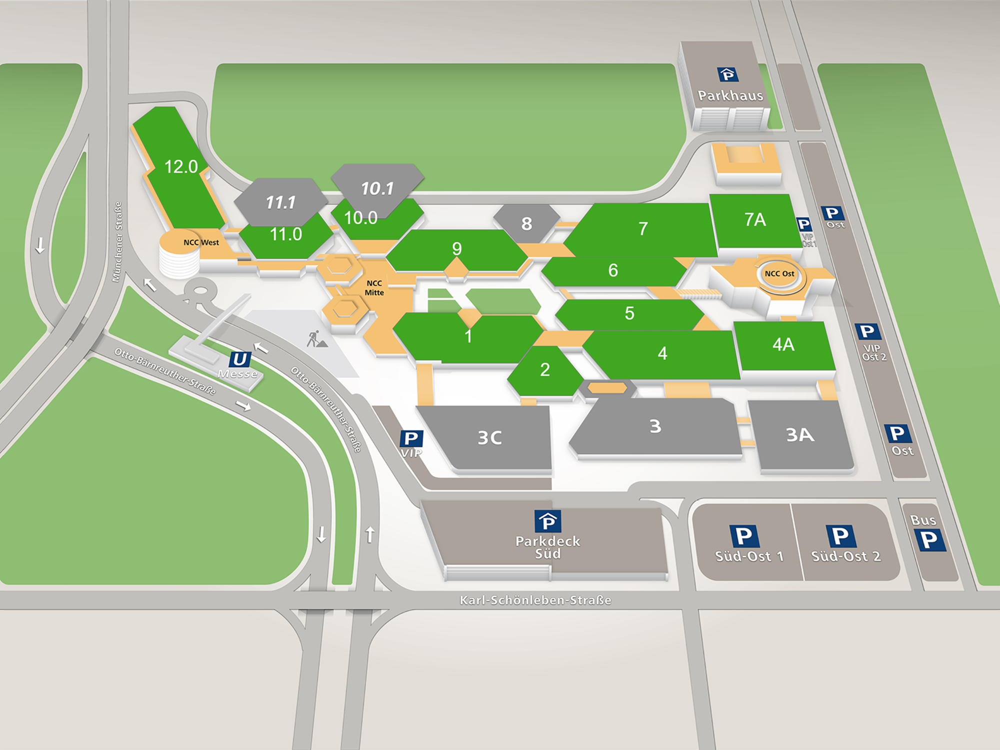 P
Parkhaus
12.0
11.1
10.1
11.0
10.0
8
7
7A
P
VIP
Ost 1
P
Ost
NCC West
9
6
NCC Ost
NCC
Mitte
Münchener Straße
5
1
4
4A
P
VIP
Ost 2
2
U
Messe
Otto-Bärnreuther-Straße
Otto-Bärnreuther-Straße
P
VIP
3C
3
3A
P
Ost
P
Parkdeck
Süd
P
Süd-Ost 1
P
Süd-Ost 2
Bus
P
Karl-Schönleben-Straße